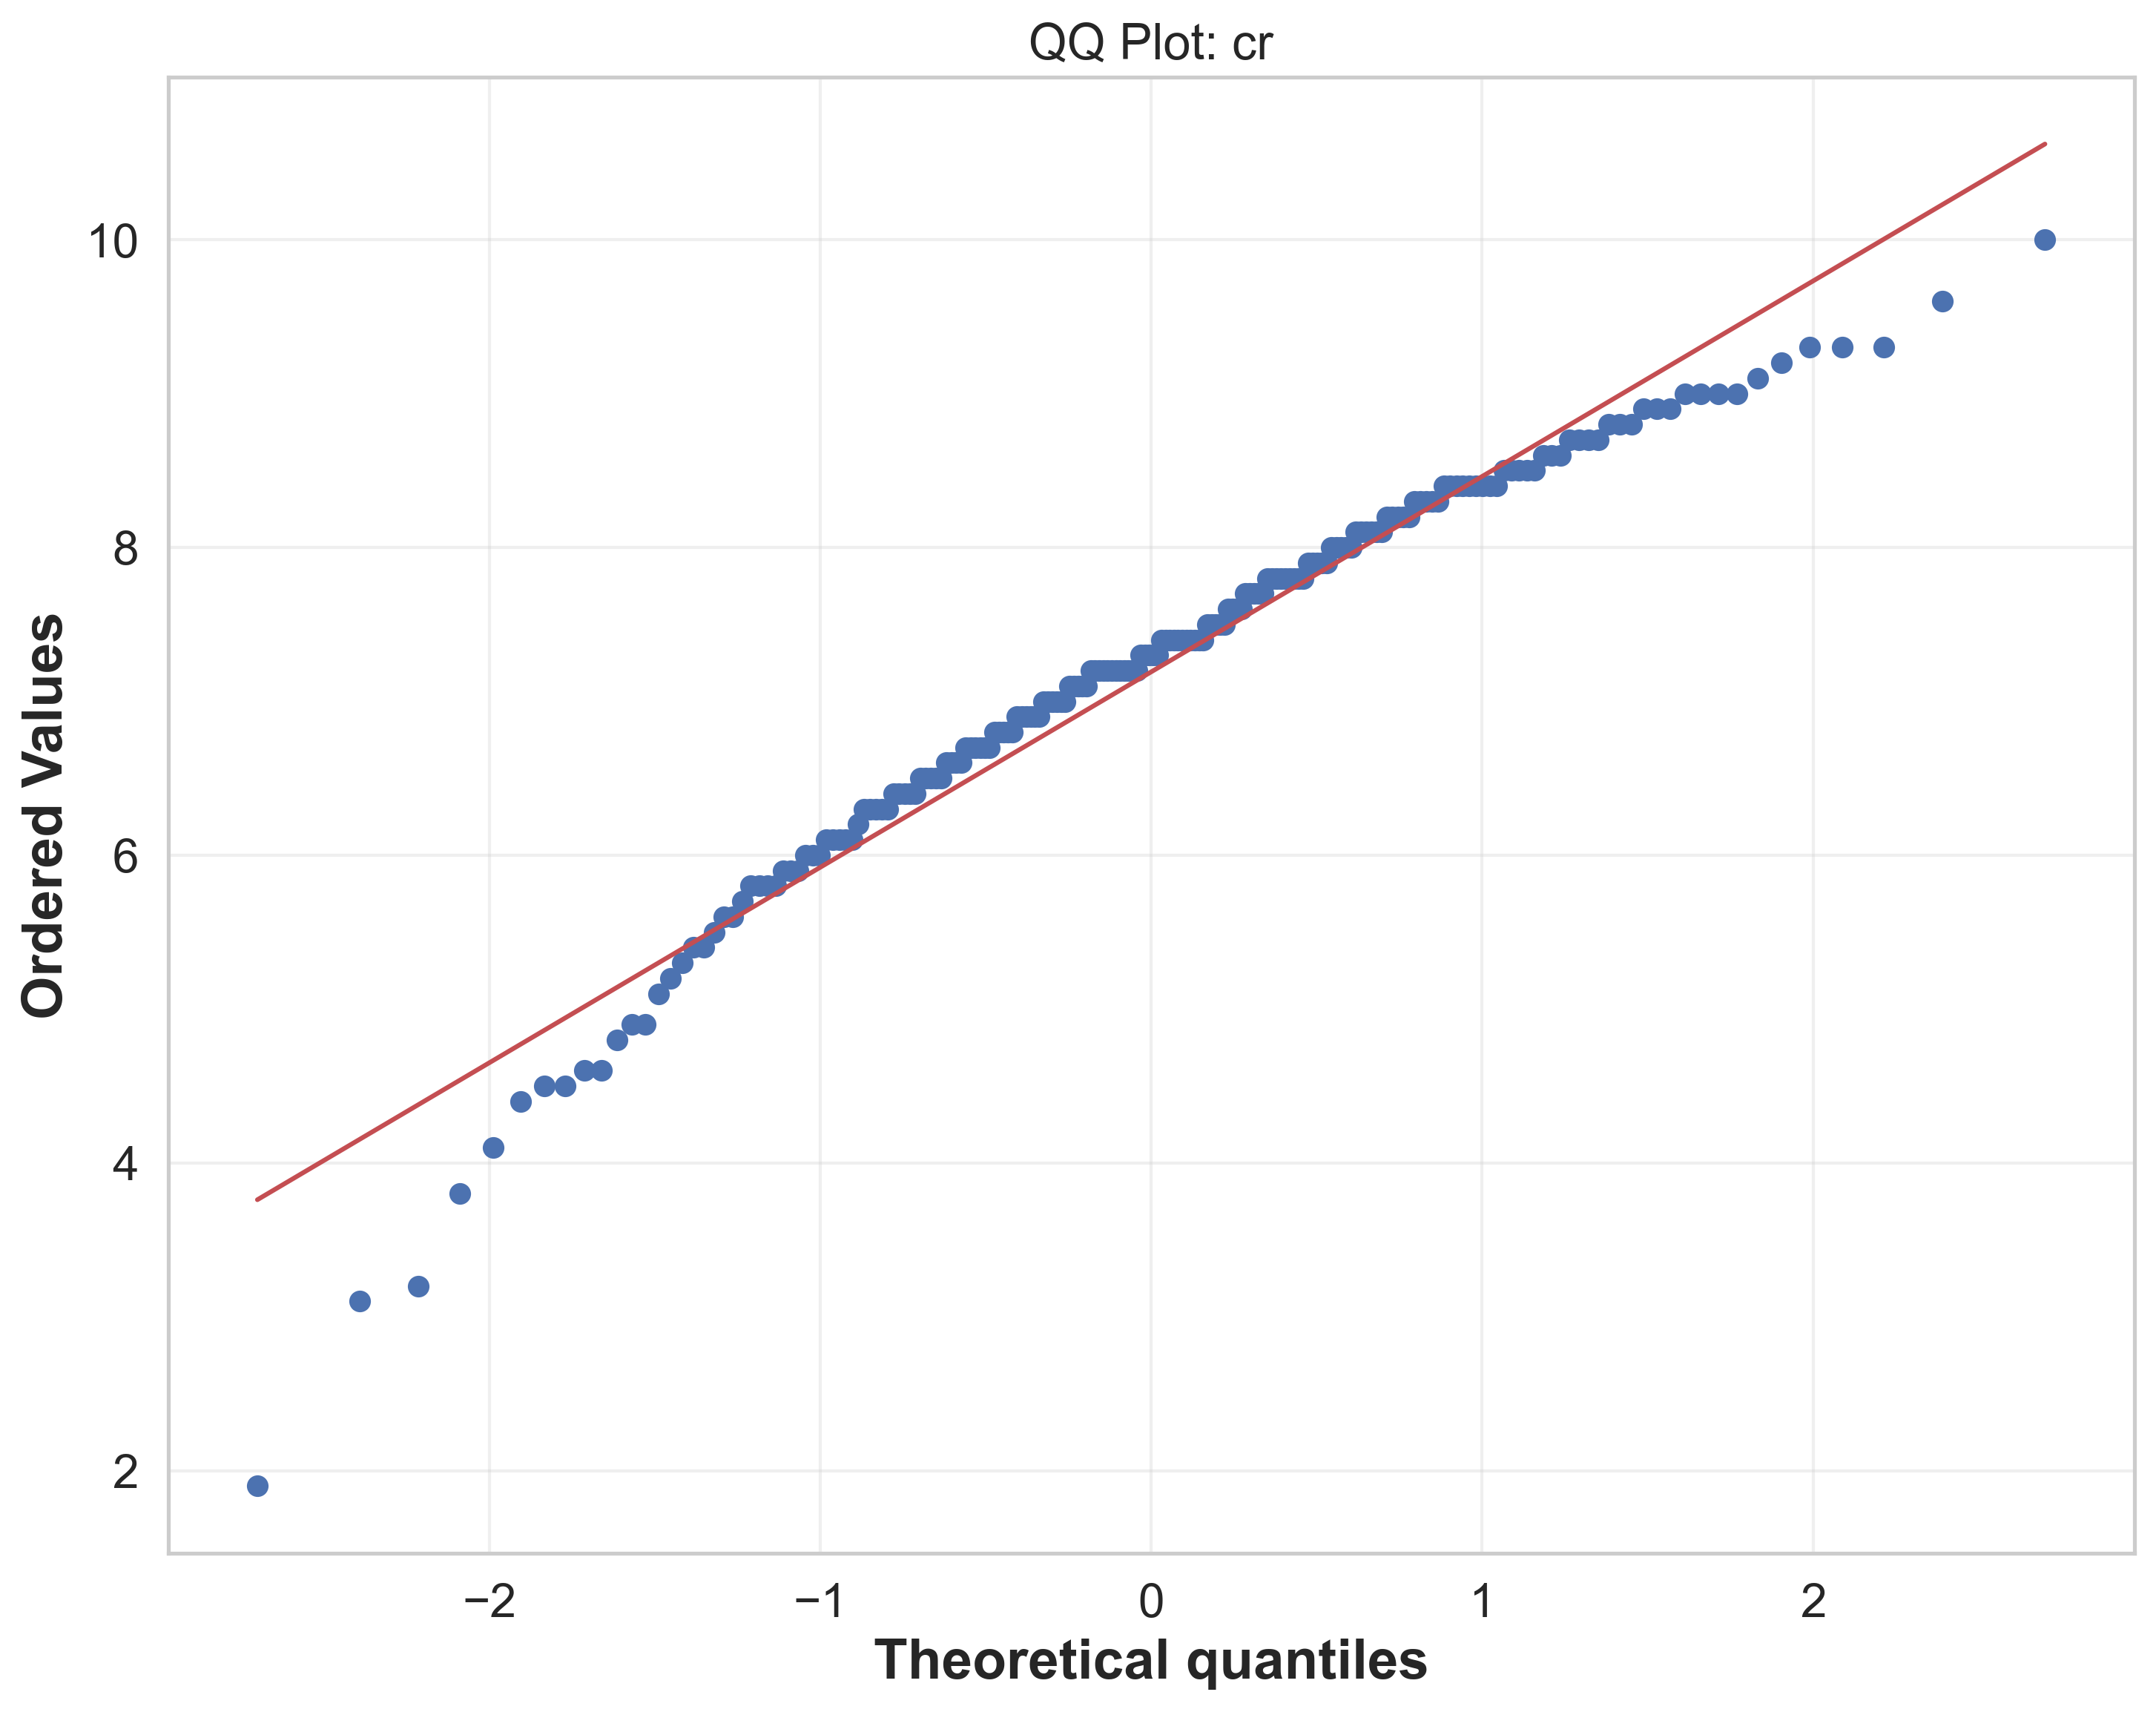 QQ Plot: cr
Ordered Values
10
8
6
4
2
−2 −1 0 1 2
Theoretical quantiles